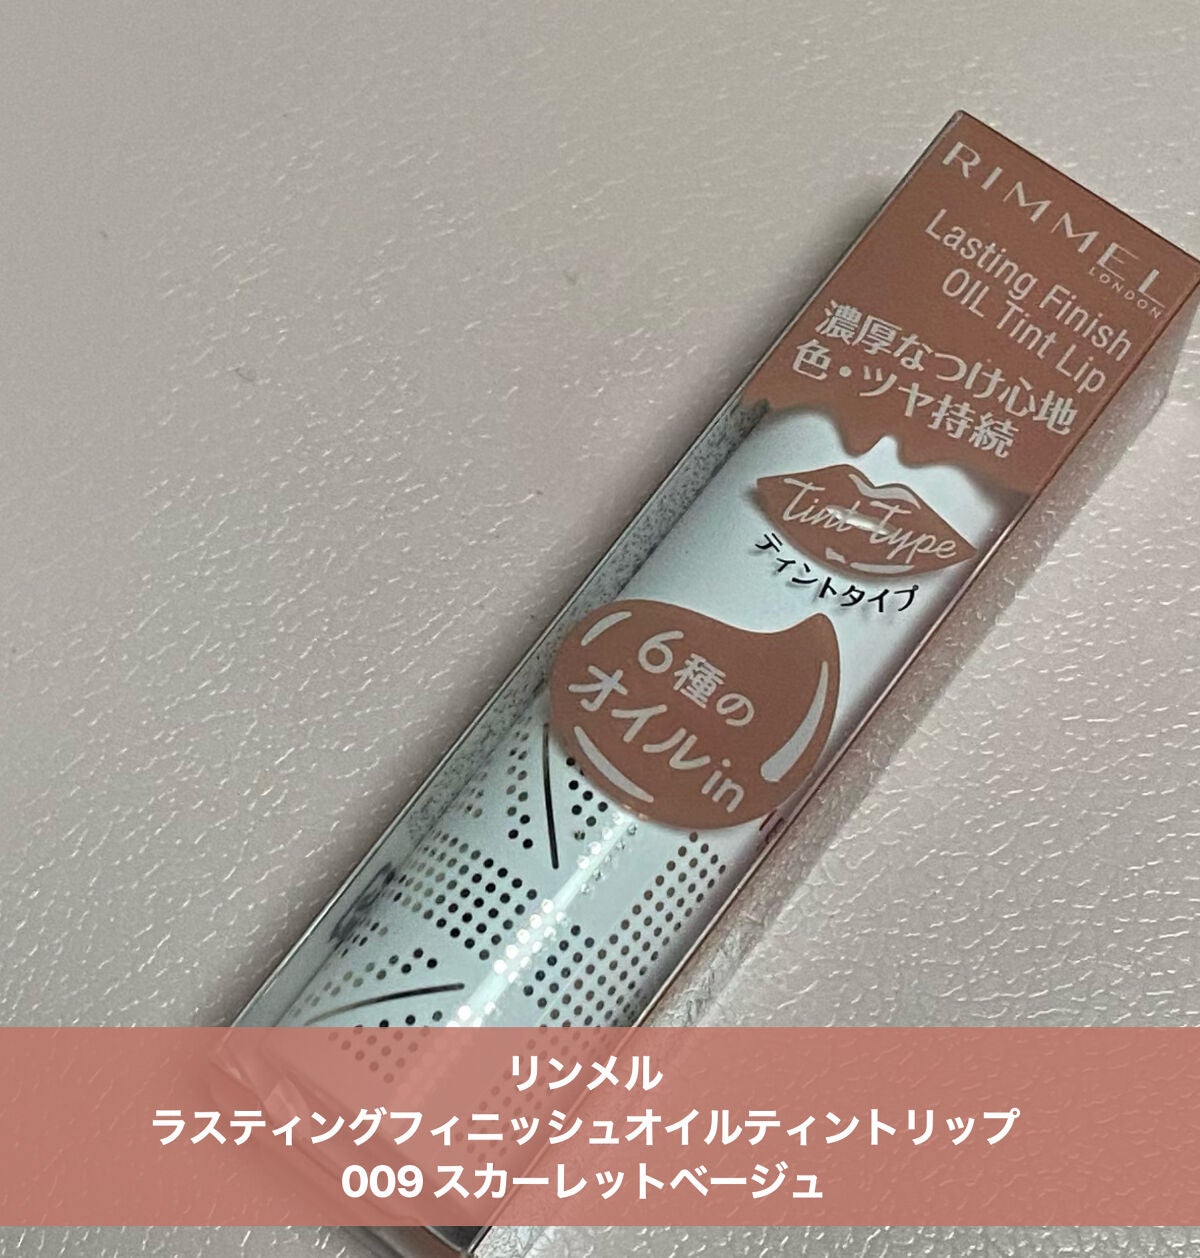 RIMMEL
LONDON
Lasting Finish
OIL Tint Lip
濃厚なつけ心地
色・ツヤ持続
Tint Type
ティントタイプ
6種の
オイルin
リンメル
ラスティングフィニッシュオイルティントリップ
009 スカーレットベージュ